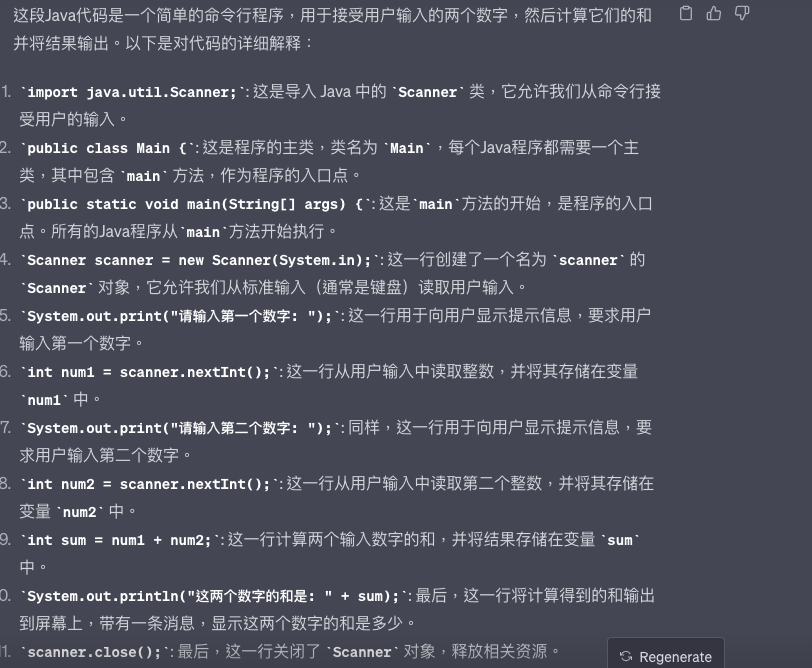 这段Java代码是一个简单的命令行程序，用于接受用户输入的两个数字，然后计算它们的和
并将结果输出。以下是对代码的详细解释：
1. `import java.util.Scanner;`: 这是导入 Java 中的 `Scanner` 类，它允许我们从命令行接
受用户的输入。
2. `public class Main {`: 这是程序的主类，类名为 `Main`，每个Java程序都需要一个主
类，其中包含 `main` 方法，作为程序的入口点。
3. `public static void main(String[] args) {`: 这是`main`方法的开始，是程序的入口
点。所有的Java程序从`main`方法开始执行。
4. `Scanner scanner = new Scanner(System.in);`: 这一行创建了一个名为 `scanner` 的
`Scanner` 对象，它允许我们从标准输入（通常是键盘）读取用户输入。
5. `System.out.print("请输入第一个数字: ");`: 这一行用于向用户显示提示信息，要求用户
输入第一个数字。
6. `int num1 = scanner.nextInt();`: 这一行从用户输入中读取整数，并将其存储在变量
`num1` 中。
7. `System.out.print("请输入第二个数字: ");`: 同样，这一行用于向用户显示提示信息，要
求用户输入第二个数字。
8. `int num2 = scanner.nextInt();`: 这一行从用户输入中读取第二个整数，并将其存储在
变量 `num2` 中。
9. `int sum = num1 + num2;`: 这一行计算两个输入数字的和，并将结果存储在变量 `sum`
中。
0. `System.out.println("这两个数字的和是: " + sum);`: 最后，这一行将计算得到的和输出
到屏幕上，带有一条消息，显示这两个数字的和是多少。
11. `scanner.close();`: 最后，这一行关闭了 `Scanner` 对象，释放相关资源。
Regenerate